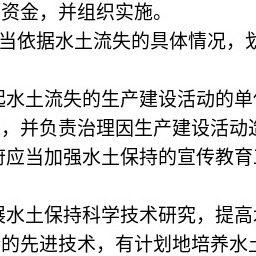 资金，并组织实施。
当依据水土流失的具体情况，划
起水土流失的生产建设活动的单位
，并负责治理因生产建设活动造
府应当加强水土保持的宣传教育工
展水土保持科学技术研究，提高水
的先进技术，有计划地培养水土